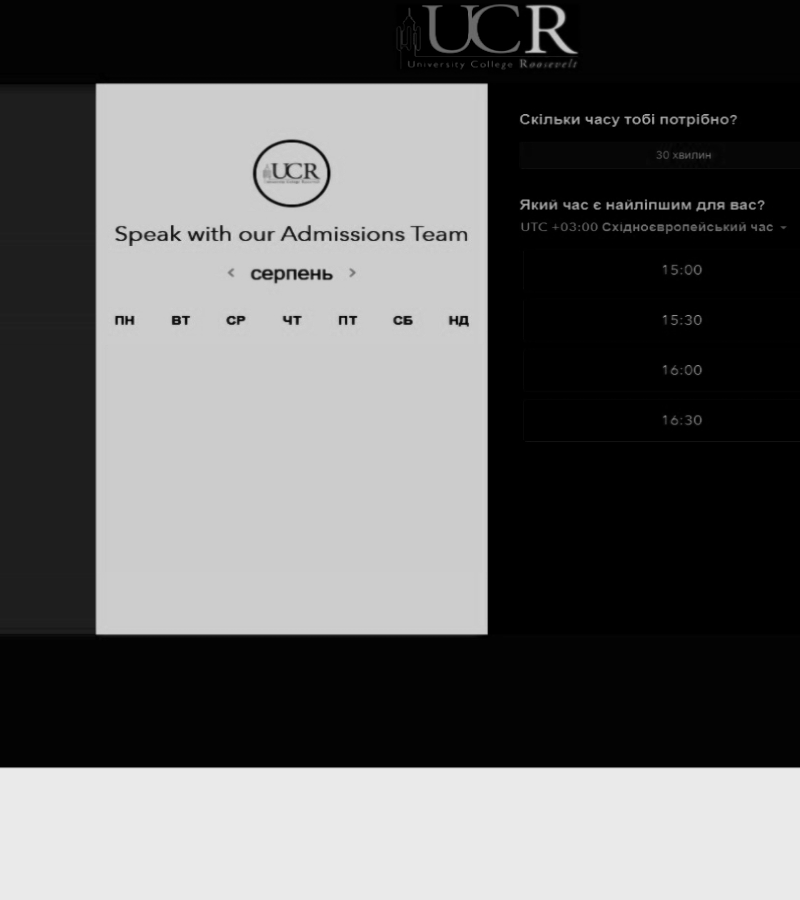 UCR
University College Roosevelt
UCR
Speak with our Admissions Team
< серпень >
ПН ВТ СР ЧТ ПТ СБ НД
Скільки часу тобі потрібно?
30 хвилин
Який час є найліпшим для вас?
UTC +03:00 Східноєвропейський час
15:00
15:30
16:00
16:30